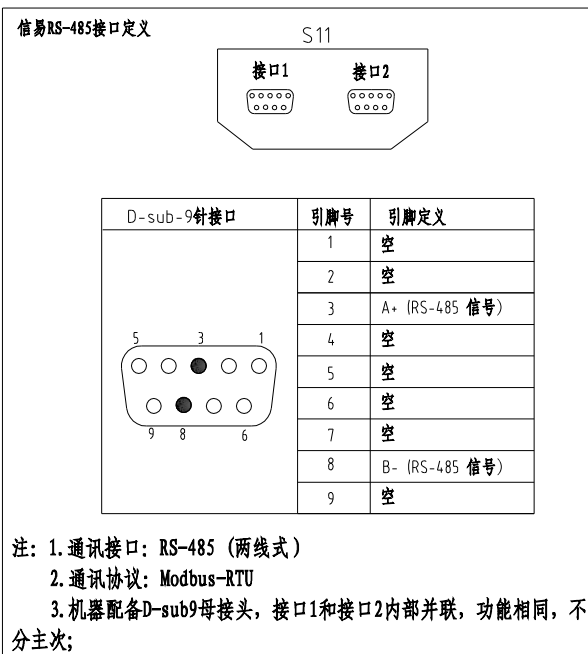 信易RS-485接口定义
S11
接口1 接口2
D-sub-9针接口 引脚号 引脚定义
1 空
2 空
3 A+ (RS-485 信号)
4 空
5 空
6 空
7 空
8 B- (RS-485 信号)
9 空
5 3 1
9 8 6
注: 1.通讯接口: RS-485 (两线式)
2.通讯协议: Modbus-RTU
3.机器配备D-sub9母接头, 接口1和接口2内部并联, 功能相同, 不
分主次;